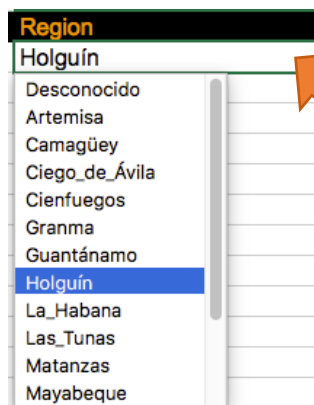 Region
Holguín
Desconocido
Artemisa
Camagüey
Ciego_de_Ávila
Cienfuegos
Granma
Guantánamo
Holguín
La_Habana
Las_Tunas
Matanzas
Mayabeque